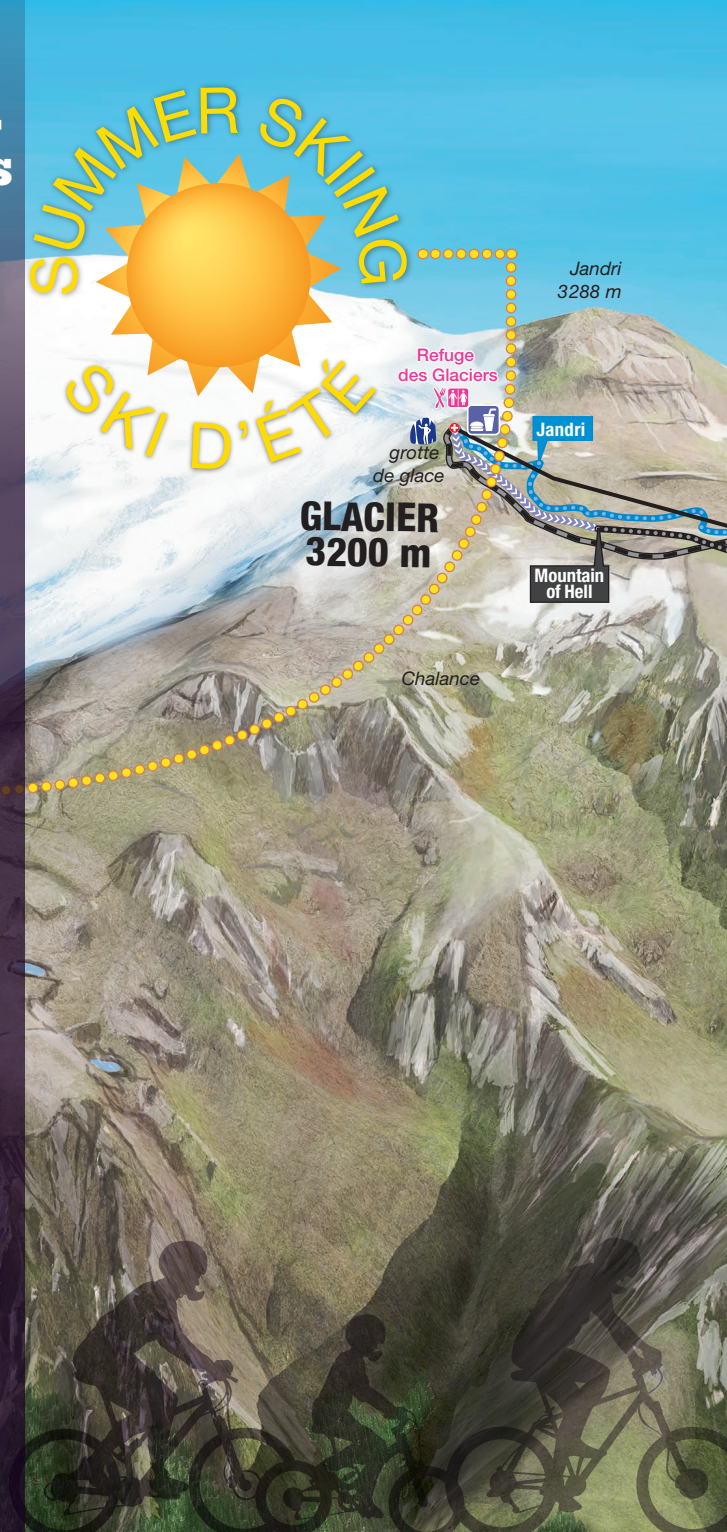 SUMMER SKIING
SKI D'ÉTÉ
Jandri
3288 m
Refuge
des Glaciers
Jandri
grotte
de glace
GLACIER
3200 m
Mountain
of Hell
Chalance